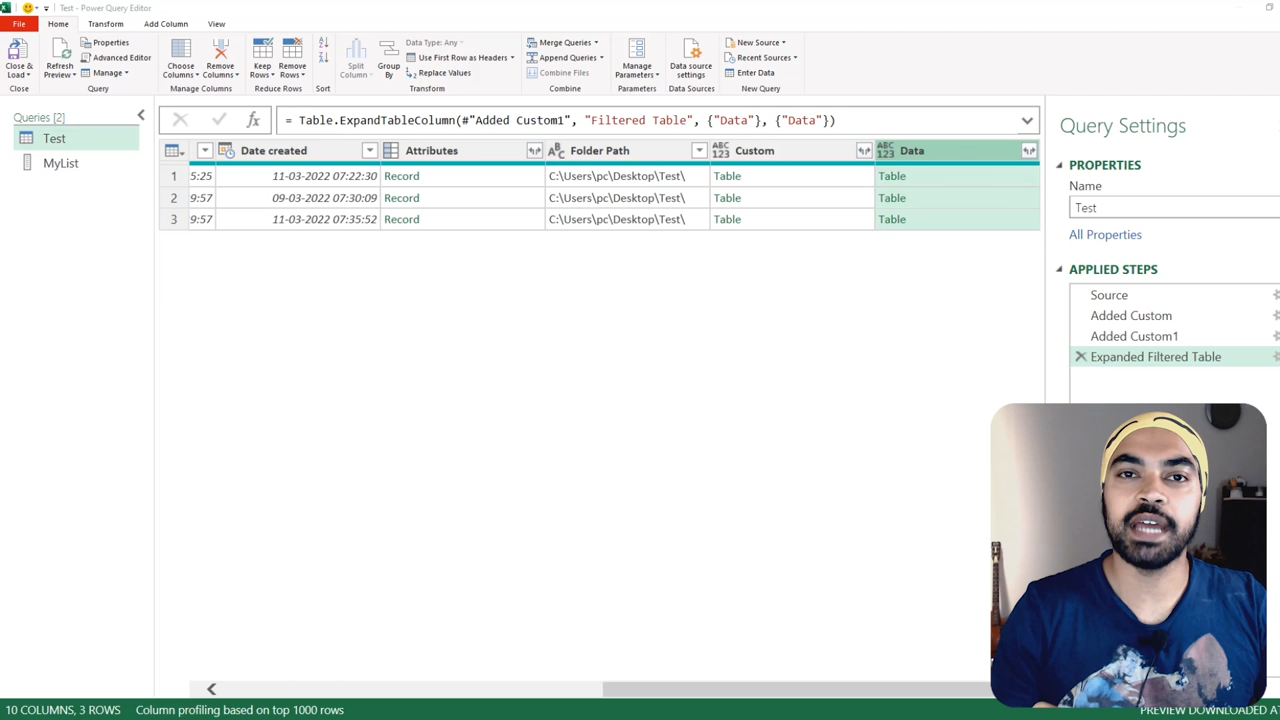 Test - Power Query Editor
File Home Transform Add Column View
Close & Load
Close
Refresh Preview
Properties
Advanced Editor
Manage
Query
Choose Columns
Remove Columns
Manage Columns
Keep Rows
Remove Rows
Reduce Rows
Sort
Split Column
Group By
Data Type: Any
Use First Row as Headers
Replace Values
Transform
Merge Queries
Append Queries
Combine Files
Combine
Manage Parameters
Parameters
Data source settings
Data Sources
New Source
Recent Sources
Enter Data
New Query
Queries [2]
Test
MyList
= Table.ExpandTableColumn(#"Added Custom1", "Filtered Table", {"Data"}, {"Data"})
Date created Attributes Folder Path Custom Data
1 5:25 11-03-2022 07:22:30 Record C:\Users\pc\Desktop\Test\ Table Table
2 9:57 09-03-2022 07:30:09 Record C:\Users\pc\Desktop\Test\ Table Table
3 9:57 11-03-2022 07:35:52 Record C:\Users\pc\Desktop\Test\ Table Table
Query Settings
PROPERTIES
Name
Test
All Properties
APPLIED STEPS
Source
Added Custom
Added Custom1
Expanded Filtered Table
10 COLUMNS, 3 ROWS Column profiling based on top 1000 rows
PREVIEW DOWNLOADED AT